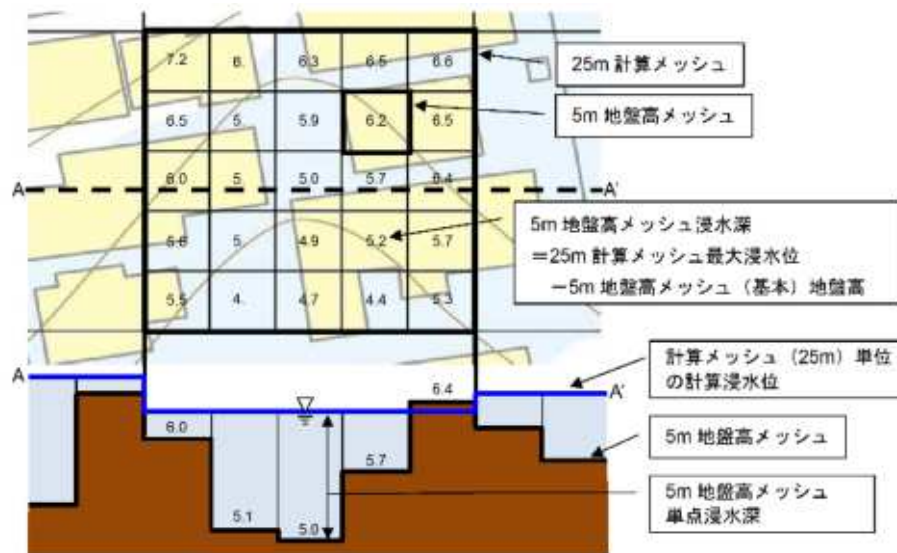 7.2 6. 6.3 6.5 6.6
25m 計算メッシュ
5m 地盤高メッシュ
6.5 5. 5.9 6.2 6.5
6.0 5. 5.0 5.7 6.4
A A'
5m 地盤高メッシュ浸水深
＝25m 計算メッシュ最大浸水位
－5m 地盤高メッシュ（基本）地盤高
5.6 5. 4.9 5.2 5.7
5.5 4. 4.7 4.4 5.3
計算メッシュ（25m）単位
の計算浸水位
A A'
6.4
6.0
5.7
5.1
5.0
5m 地盤高メッシュ
5m 地盤高メッシュ
単点浸水深